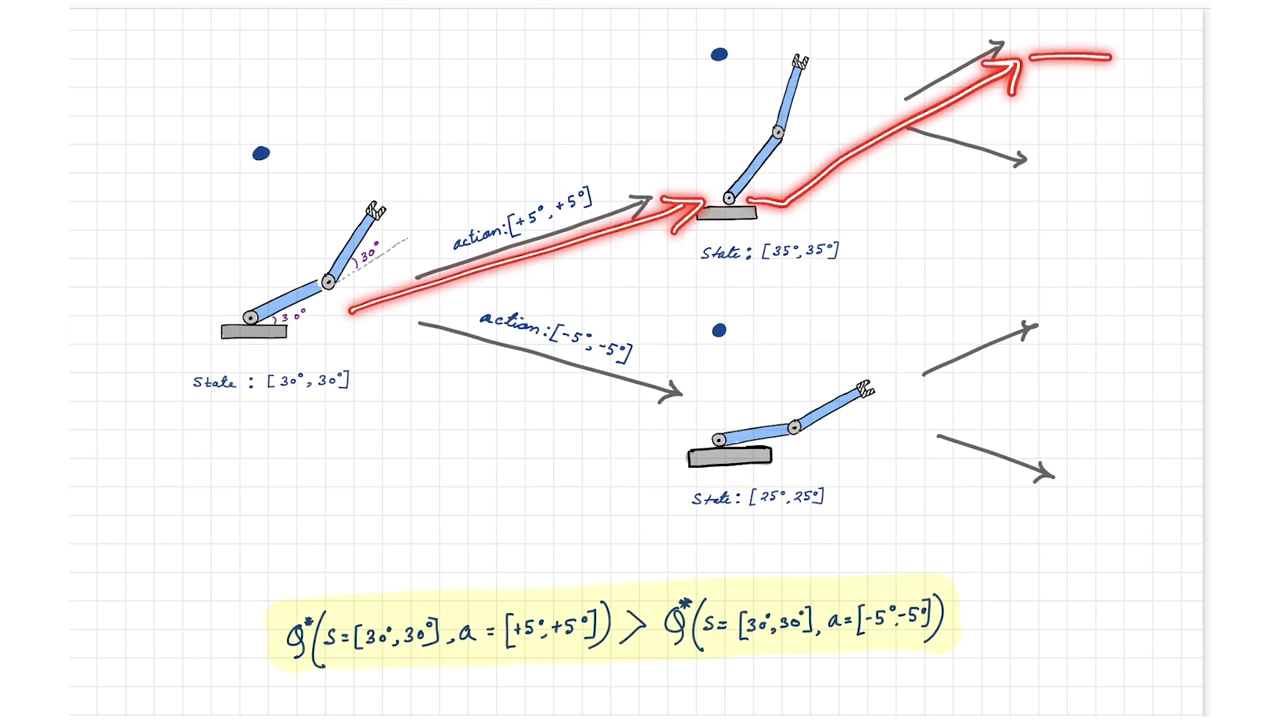 action:[+5°,+5°]
30°
State: [35°,35°]
30°
action:[-5°,-5°]
State : [30°,30°]
State: [25°,25°]
Q*(S=[30°,30°],a=[+5°,+5°]) > Q*(S=[30°,30°],a=[-5°,-5°])